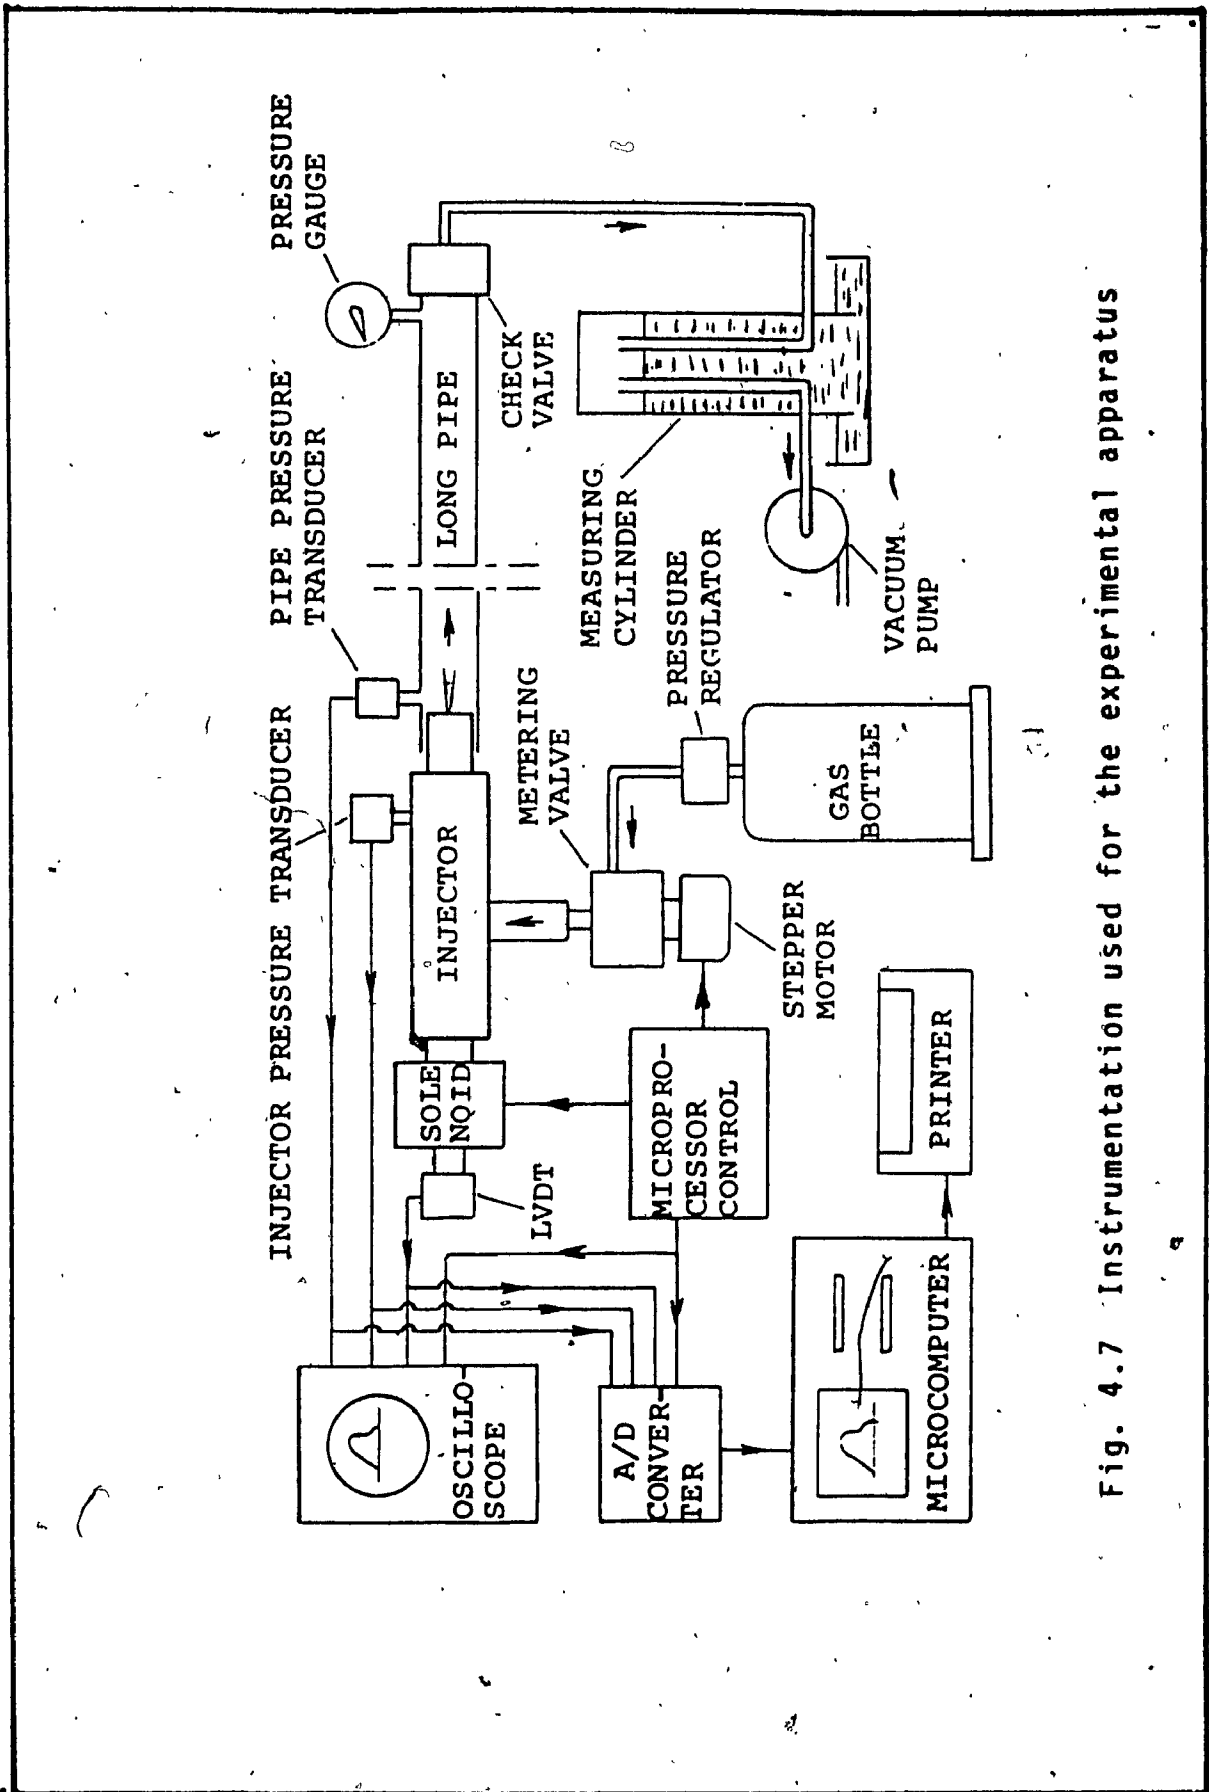 INJECTOR PRESSURE TRANSDUCER
PIPE PRESSURE
TRANSDUCER
PRESSURE
GAUGE
OSCILLO-
SCOPE
LVDT
SOLE
NOID
INJECTOR
LONG PIPE
CHECK
VALVE
METERING
VALVE
A/D
CONVER-
TER
MICROPRO-
CESSOR
CONTROL
STEPPER
MOTOR
PRESSURE
REGULATOR
MEASURING
CYLINDER
GAS
BOTTLE
VACUUM
PUMP
MICROCOMPUTER
PRINTER
Fig. 4.7 Instrumentation used for the experimental apparatus